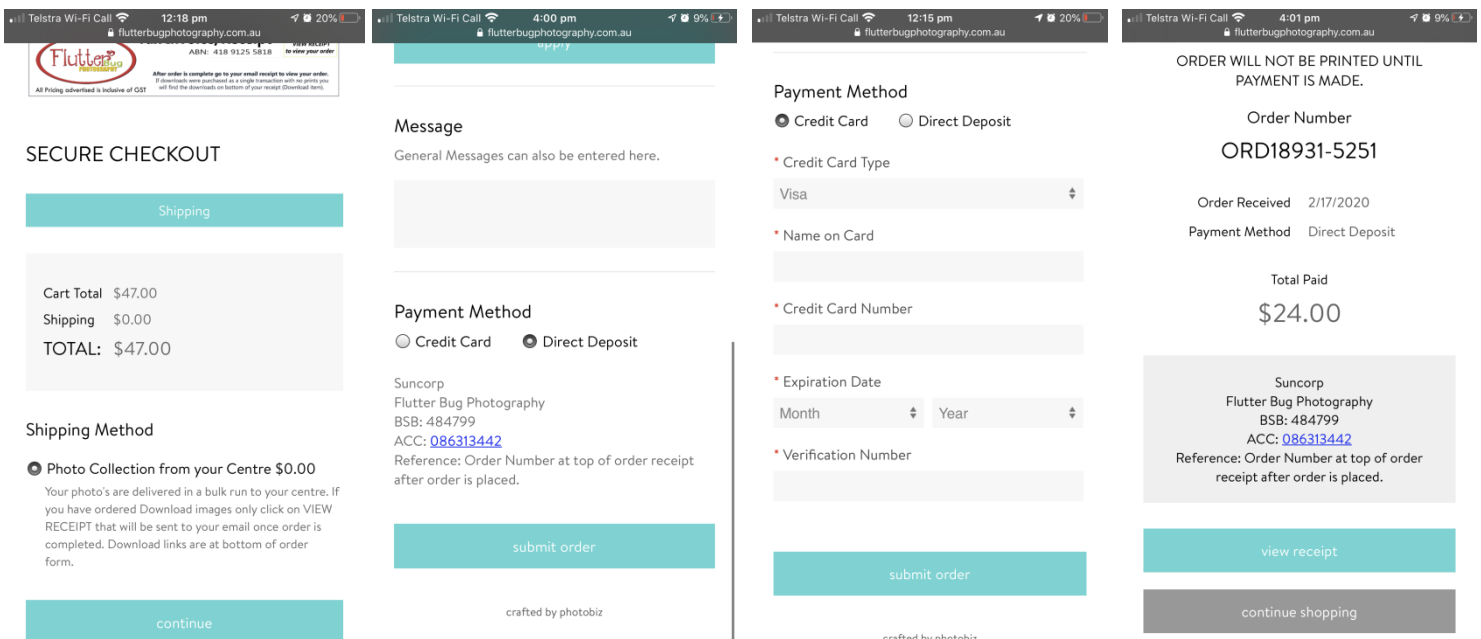 Telstra Wi-Fi Call 12:18 pm 20%
flutterbugphotography.com.au
Flutter Bug
PHOTOGRAPHY
VIEW RECEIPT
ABN: 418 9125 5818 to view your order
After order is complete go to your email receipt to view your order.
If downloads were purchased as a single transaction with no prints you
All Pricing advertised is Inclusive of GST will find the downloads on bottom of your receipt (Download item).
SECURE CHECKOUT
Shipping
Cart Total $47.00
Shipping $0.00
TOTAL: $47.00
Shipping Method
Photo Collection from your Centre $0.00
Your photo's are delivered in a bulk run to your centre. If
you have ordered Download images only click on VIEW
RECEIPT that will be sent to your email once order is
completed. Download links are at bottom of order
form.
continue
Telstra Wi-Fi Call 4:00 pm 9%
flutterbugphotography.com.au
apply
Message
General Messages can also be entered here.
Payment Method
Credit Card Direct Deposit
Suncorp
Flutter Bug Photography
BSB: 484799
ACC: 086313442
Reference: Order Number at top of order receipt
after order is placed.
submit order
crafted by photobiz
Telstra Wi-Fi Call 12:15 pm 20%
flutterbugphotography.com.au
Payment Method
Credit Card Direct Deposit
* Credit Card Type
Visa
* Name on Card
* Credit Card Number
* Expiration Date
Month Year
* Verification Number
submit order
crafted by photobiz
Telstra Wi-Fi Call 4:01 pm 9%
flutterbugphotography.com.au
ORDER WILL NOT BE PRINTED UNTIL
PAYMENT IS MADE.
Order Number
ORD18931-5251
Order Received 2/17/2020
Payment Method Direct Deposit
Total Paid
$24.00
Suncorp
Flutter Bug Photography
BSB: 484799
ACC: 086313442
Reference: Order Number at top of order
receipt after order is placed.
view receipt
continue shopping